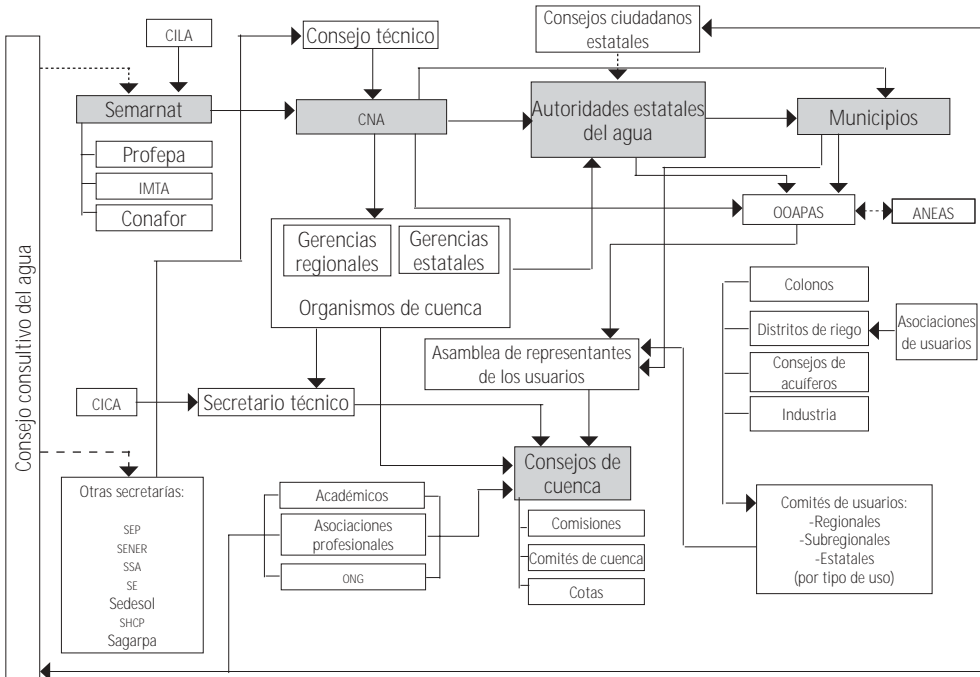 Consejos ciudadanos
estatales
CILA
Consejo técnico
Semarnat
CNA
Autoridades estatales
del agua
Municipios
Profepa
IMTA
Conafor
OOAPAS
ANEAS
Gerencias
regionales
Gerencias
estatales
Organismos de cuenca
Colonos
Distritos de riego
Asociaciones
de usuarios
Consejos de
acuíferos
Industria
Asamblea de representantes
de los usuarios
CICA
Secretario técnico
Consejo consultivo del agua
Consejos de
cuenca
Otras secretarías:
SEP
SENER
SSA
SE
Sedesol
SHCP
Sagarpa
Académicos
Asociaciones
profesionales
ONG
Comisiones
Comités de cuenca
Cotas
Comités de usuarios:
-Regionales
-Subregionales
-Estatales
(por tipo de uso)